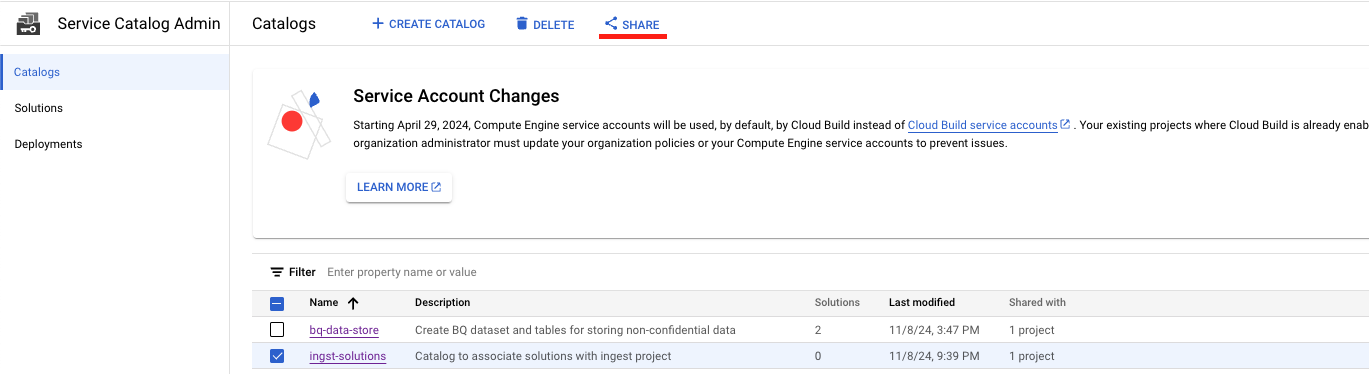 Service Catalog Admin
Catalogs
CREATE CATALOG
DELETE
SHARE
Catalogs
Solutions
Deployments
Service Account Changes
Starting April 29, 2024, Compute Engine service accounts will be used, by default, by Cloud Build instead of Cloud Build service accounts . Your existing projects where Cloud Build is already enab
organization administrator must update your organization policies or your Compute Engine service accounts to prevent issues.
LEARN MORE
Filter Enter property name or value
Name Description Solutions Last modified Shared with
bq-data-store Create BQ dataset and tables for storing non-confidential data 2 11/8/24, 3:47 PM 1 project
ingst-solutions Catalog to associate solutions with ingest project 0 11/8/24, 9:39 PM 1 project